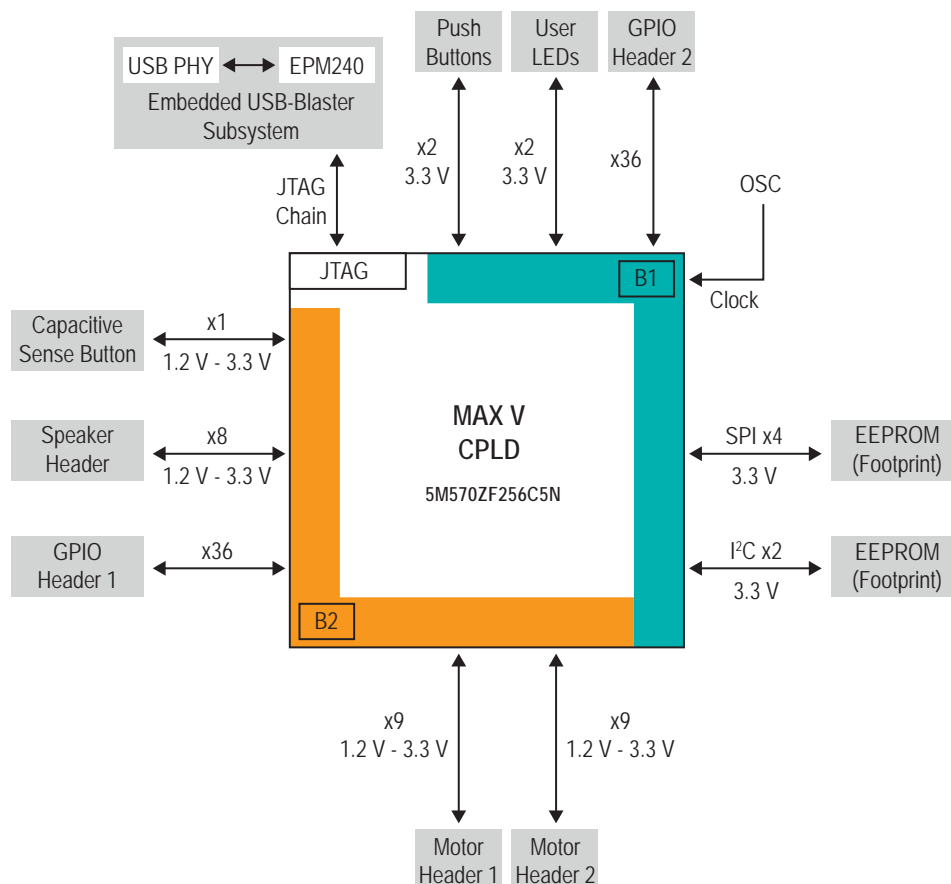 Push
Buttons
User
LEDs
GPIO
Header 2
USB PHY
EPM240
Embedded USB-Blaster
Subsystem
x2
3.3 V
x2
3.3 V
x36
JTAG
Chain
OSC
JTAG
B1
Clock
Capacitive
Sense Button
x1
1.2 V - 3.3 V
MAX V
CPLD
5M570ZF256C5N
Speaker
Header
x8
1.2 V - 3.3 V
SPI x4
3.3 V
EEPROM
(Footprint)
GPIO
Header 1
x36
I²C x2
3.3 V
EEPROM
(Footprint)
B2
x9
1.2 V - 3.3 V
x9
1.2 V - 3.3 V
Motor
Header 1
Motor
Header 2